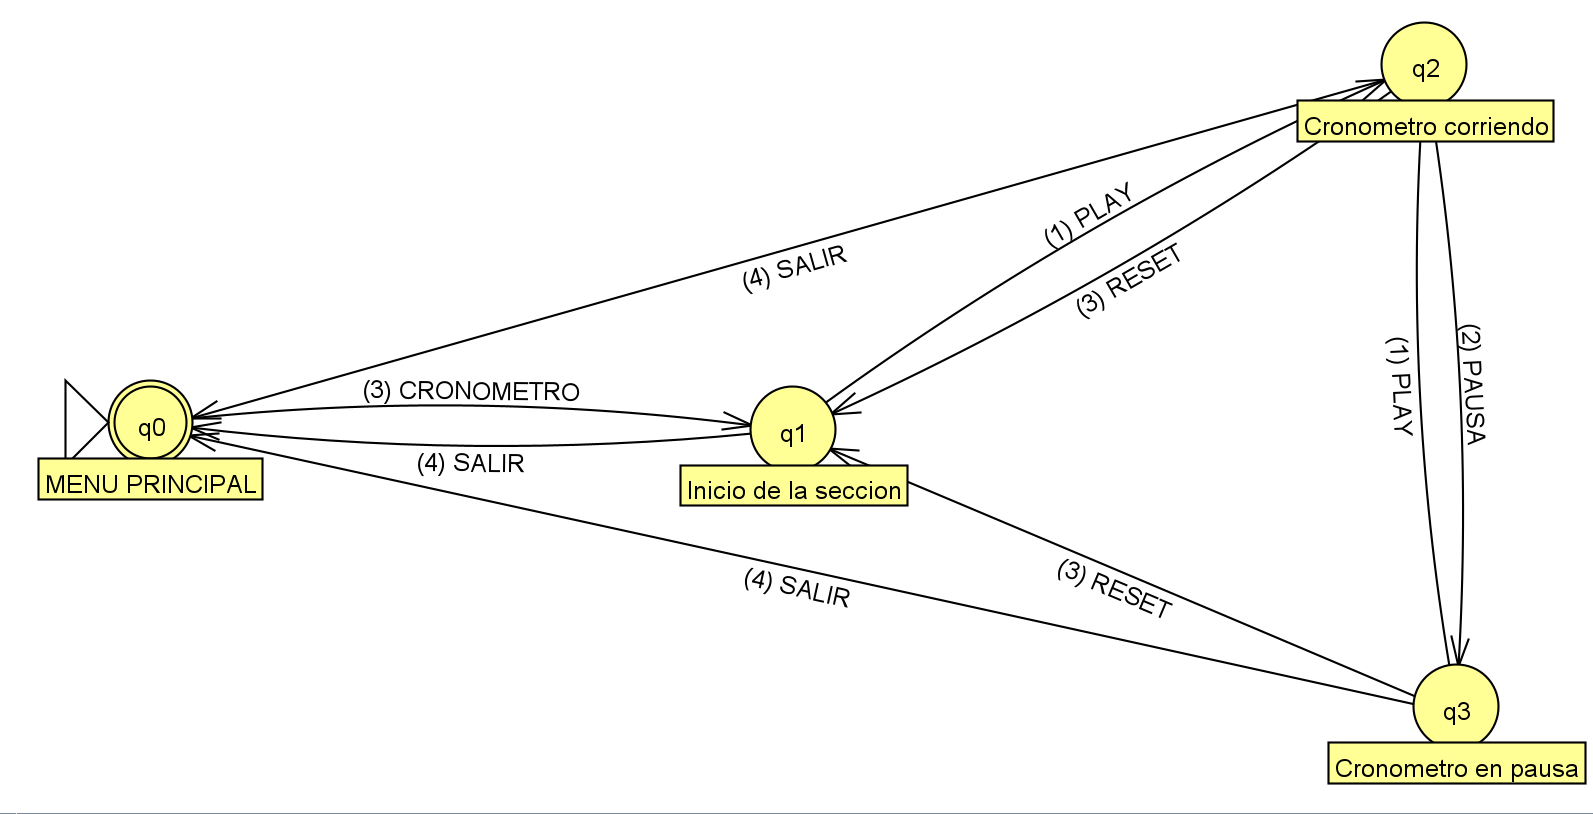 q2
Cronometro corriendo
(1) PLAY
(4) SALIR
(3) RESET
(3) CRONOMETRO
q0
MENU PRINCIPAL
q1
Inicio de la seccion
(4) SALIR
(1) PLAY
(2) PAUSA
(4) SALIR
(3) RESET
q3
Cronometro en pausa